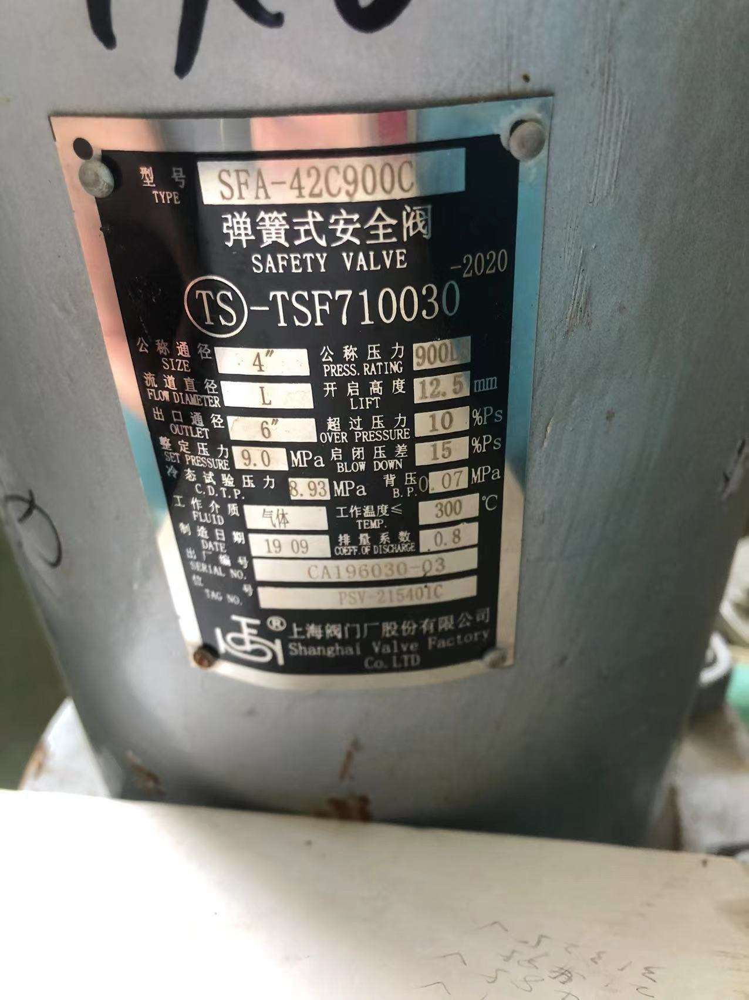 型号 TYPE SFA-42C900C
弹簧式安全阀
SAFETY VALVE
-2020
TS-TSF710030
公称通径 SIZE 4" 公称压力 PRESS.RATING 900L
流道直径 FLOW DIAMETER L 开启高度 LIFT 12.5 mm
出口通径 OUTLET 6" 超过压力 OVER PRESSURE 10 %Ps
整定压力 SET PRESSURE 9.0 MPa 启闭压差 BLOW DOWN 15 %Ps
冷态试验压力 C.D.T.P. 8.93 MPa 背压 B.P. 0.07 MPa
工作介质 FLUID 气体 工作温度≤ TEMP. 300 ℃
制造日期 DATE 19 09 排量系数 COEFF.OF DISCHARGE 0.8
出厂编号 SERIAL NO. CA196030-03
位号 TAG NO. PSV-215401C
® 上海阀门厂股份有限公司
Shanghai Valve Factory
Co.LTD